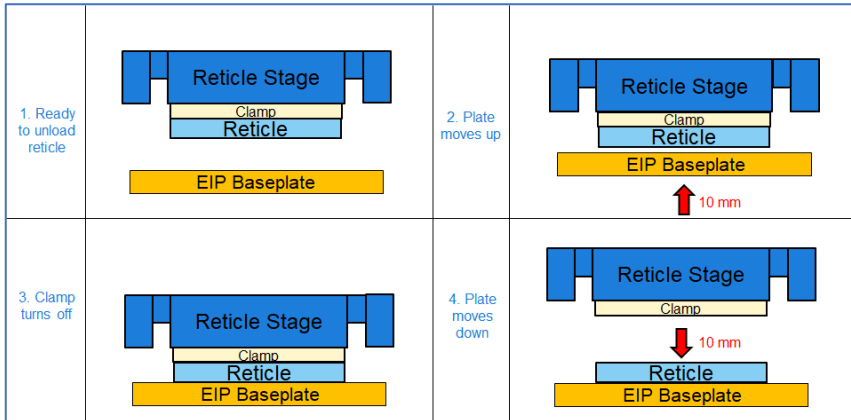 1. Ready
to unload
reticle
Reticle Stage
Clamp
Reticle
EIP Baseplate
2. Plate
moves up
Reticle Stage
Clamp
Reticle
EIP Baseplate
10 mm
3. Clamp
turns off
Reticle Stage
Clamp
Reticle
EIP Baseplate
4. Plate
moves
down
Reticle Stage
Clamp
10 mm
Reticle
EIP Baseplate